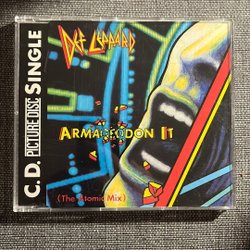 C.D. PICTURE-DISC SINGLE
DEF LEPPARD
ARMAGEDDON IT
(The Atomic Mix)